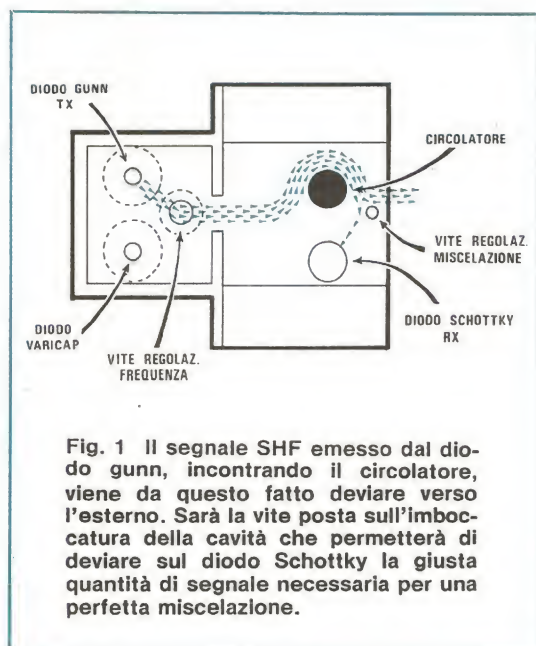 DIODO GUNN
TX
CIRCOLATORE
VITE REGOLAZ.
MISCELAZIONE
DIODO SCHOTTKY
RX
DIODO
VARICAP
VITE REGOLAZ.
FREQUENZA
Fig. 1 Il segnale SHF emesso dal dio-
do gunn, incontrando il circolatore,
viene da questo fatto deviare verso
l'esterno. Sarà la vite posta sull'imboc-
catura della cavità che permetterà di
deviare sul diodo Schottky la giusta
quantità di segnale necessaria per una
perfetta miscelazione.